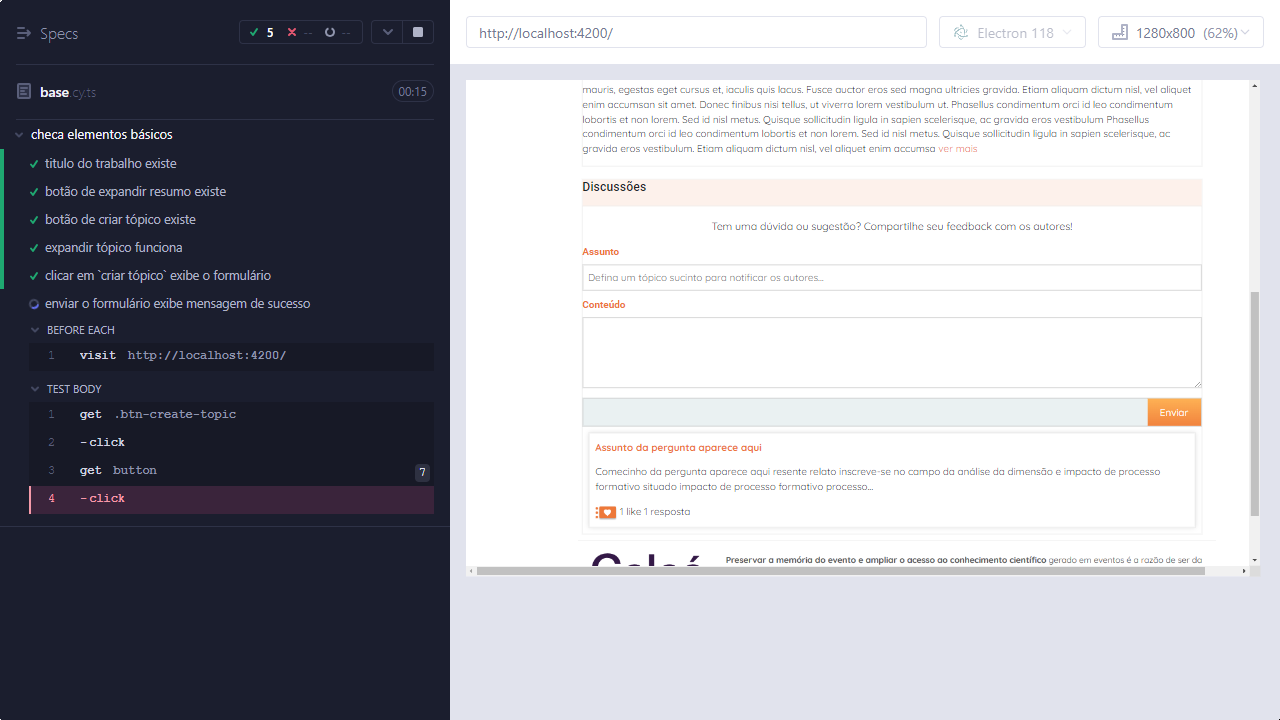 Specs
5
--
--
base.cy.ts
00:15
checa elementos básicos
titulo do trabalho existe
botão de expandir resumo existe
botão de criar tópico existe
expandir tópico funciona
clicar em `criar tópico` exibe o formulário
enviar o formulário exibe mensagem de sucesso
BEFORE EACH
1 visit http://localhost:4200/
TEST BODY
1 get .btn-create-topic
2 -click
3 get button 7
4 -click
http://localhost:4200/
Electron 118
1280x800 (62%)
mauris, egestas eget cursus et, iaculis quis lacus. Fusce auctor eros sed magna ultricies gravida. Etiam aliquam dictum nisl, vel aliquet
enim accumsan sit amet. Donec finibus nisi tellus, ut viverra lorem vestibulum ut. Phasellus condimentum orci id leo condimentum
lobortis et non lorem. Sed id nisl metus. Quisque sollicitudin ligula in sapien scelerisque, ac gravida eros vestibulum Phasellus
condimentum orci id leo condimentum lobortis et non lorem. Sed id nisl metus. Quisque sollicitudin ligula in sapien scelerisque, ac
gravida eros vestibulum. Etiam aliquam dictum nisl, vel aliquet enim accumsa ver mais
Discussões
Tem uma dúvida ou sugestão? Compartilhe seu feedback com os autores!
Assunto
Defina um tópico sucinto para notificar os autores...
Conteúdo
Enviar
Assunto da pergunta aparece aqui
Comecinho da pergunta aparece aqui resente relato inscreve-se no campo da análise da dimensão e impacto de processo
formativo situado impacto de processo formativo processo...
1 like 1 resposta
Preservar a memória do evento e ampliar o acesso ao conhecimento científico gerado em eventos é a razão de ser da